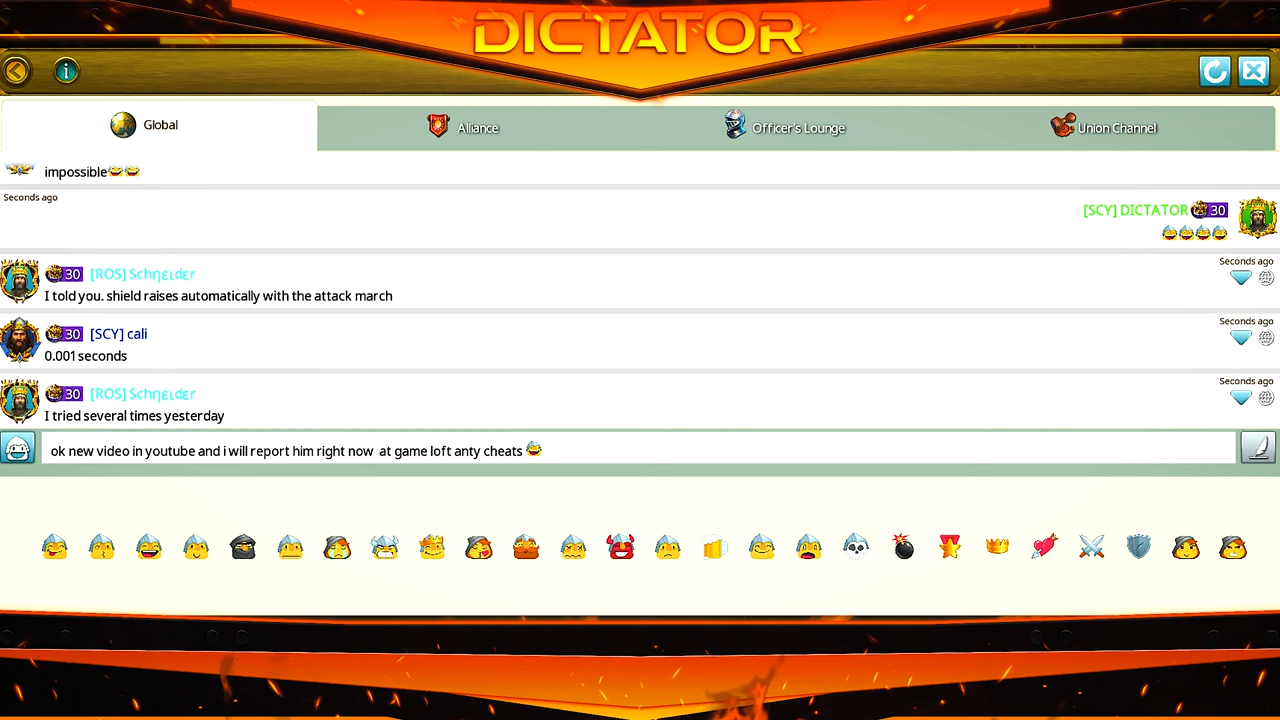 DICTATOR
Global
Alliance
Officer's Lounge
Union Channel
impossible
Seconds ago
[SCY] DICTATOR 30
Seconds ago
30 [ROS] Schηειdεr
I told you. shield raises automatically with the attack march
Seconds ago
30 [SCY] cali
0.001 seconds
Seconds ago
30 [ROS] Schηειdεr
I tried several times yesterday
ok new video in youtube and i will report him right now at game loft anty cheats